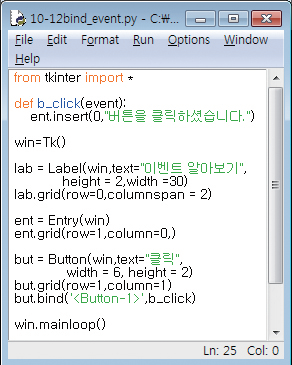 10-12bind_event.py - C:₩
File Edit Format Run Options Window
Help
from tkinter import *
def b_click(event):
    ent.insert(0,"버튼을 클릭하셨습니다.")
win=Tk()
lab = Label(win,text="이벤트 알아보기",
            height = 2,width =30)
lab.grid(row=0,columnspan = 2)
ent = Entry(win)
ent.grid(row=1,column=0,)
but = Button(win,text="클릭",
             width = 6, height = 2)
but.grid(row=1,column=1)
but.bind('<Button-1>',b_click)
win.mainloop()
Ln: 25 Col: 0